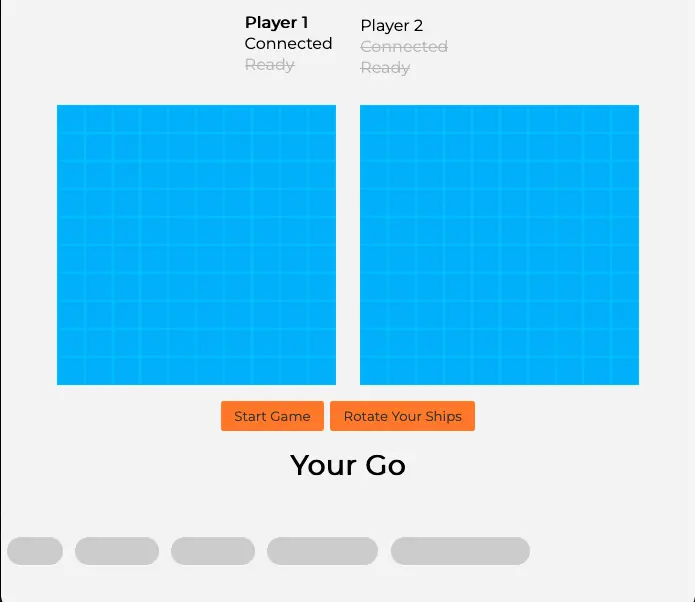 Player 1
Connected
Ready
Player 2
Connected
Ready
Start Game
Rotate Your Ships
Your Go